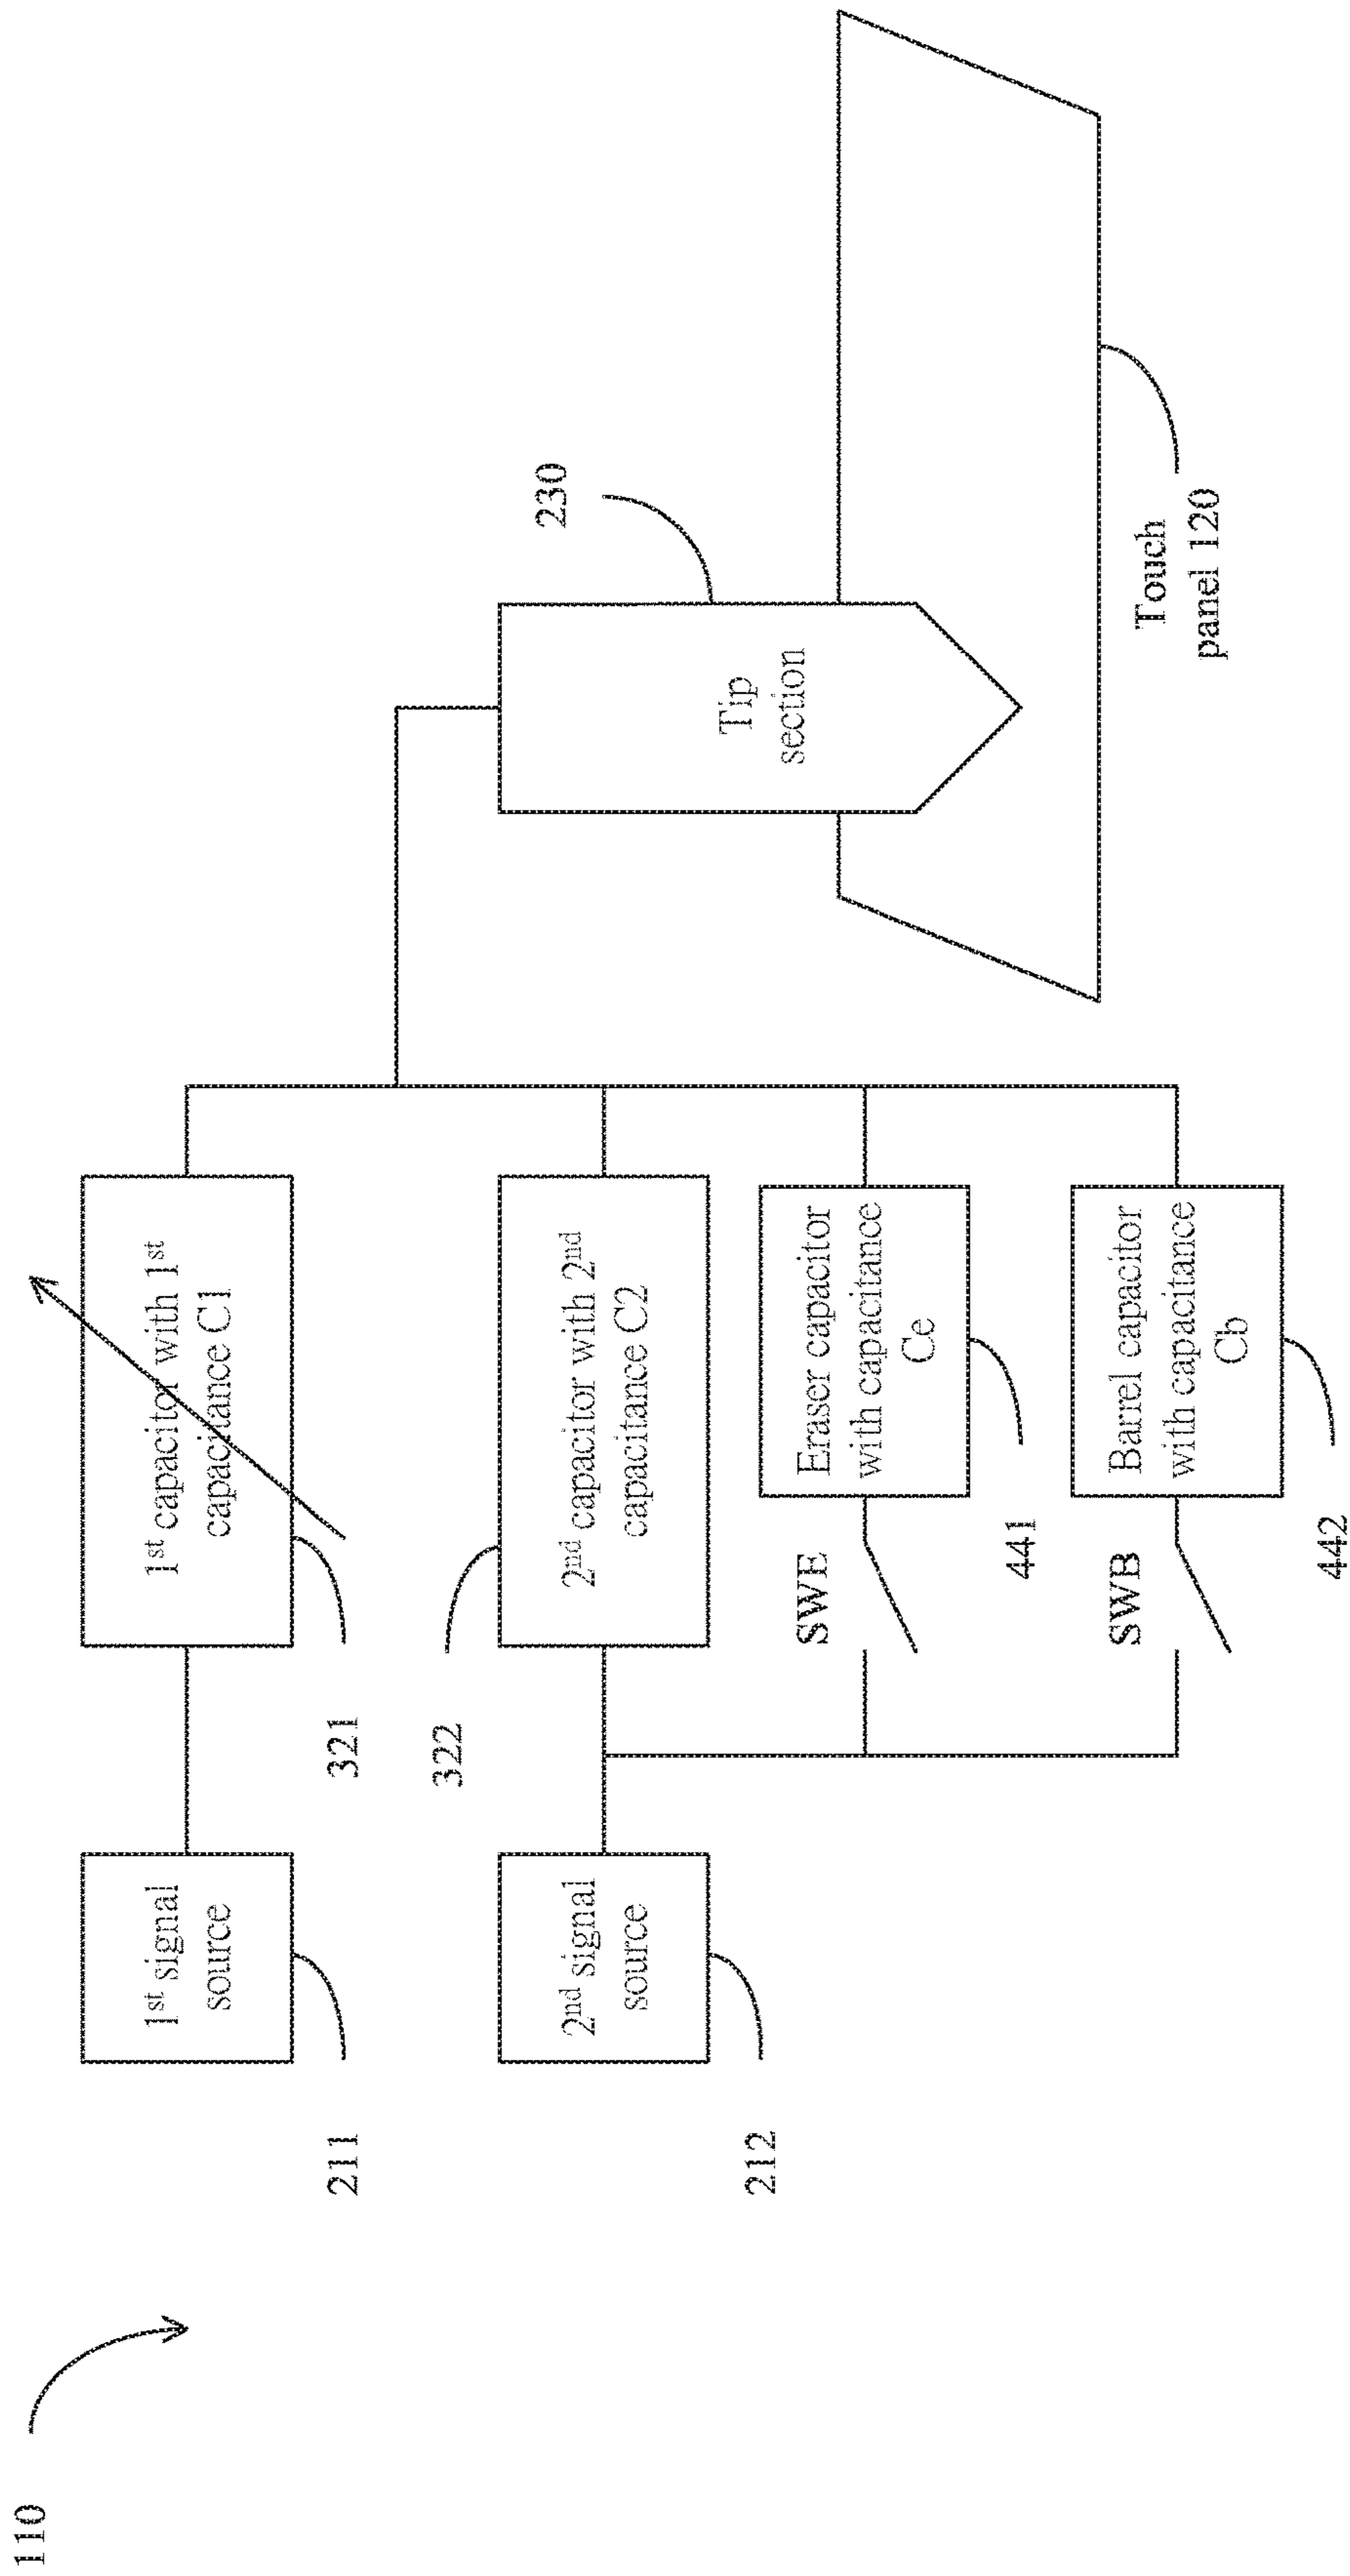 110
1st signal
source
211
1st capacitor with 1st
capacitance C1
321
2nd signal
source
212
2nd capacitor with 2nd
capacitance C2
322
SWE
Eraser capacitor
with capacitance
Ce
441
SWB
Barrel capacitor
with capacitance
Cb
442
230
Tip
section
Touch
panel 120